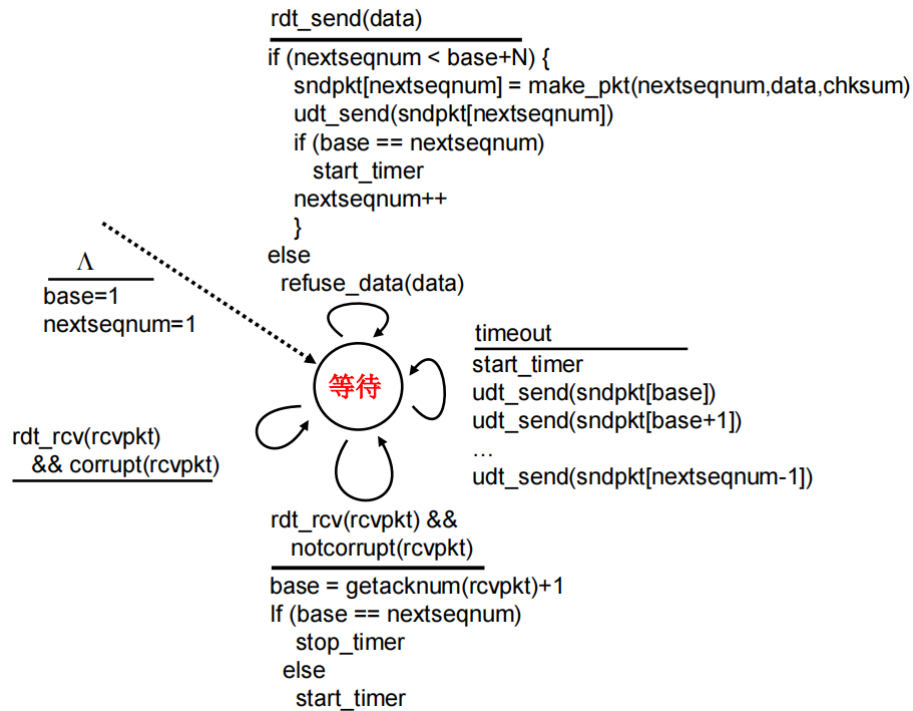 rdt_send(data)
if (nextseqnum < base+N) {
sndpkt[nextseqnum] = make_pkt(nextseqnum,data,chksum)
udt_send(sndpkt[nextseqnum])
if (base == nextseqnum)
start_timer
nextseqnum++
}
else
refuse_data(data)
Λ
base=1
nextseqnum=1
等待
timeout
start_timer
udt_send(sndpkt[base])
udt_send(sndpkt[base+1])
…
udt_send(sndpkt[nextseqnum-1])
rdt_rcv(rcvpkt)
&& corrupt(rcvpkt)
rdt_rcv(rcvpkt) &&
notcorrupt(rcvpkt)
base = getacknum(rcvpkt)+1
If (base == nextseqnum)
stop_timer
else
start_timer